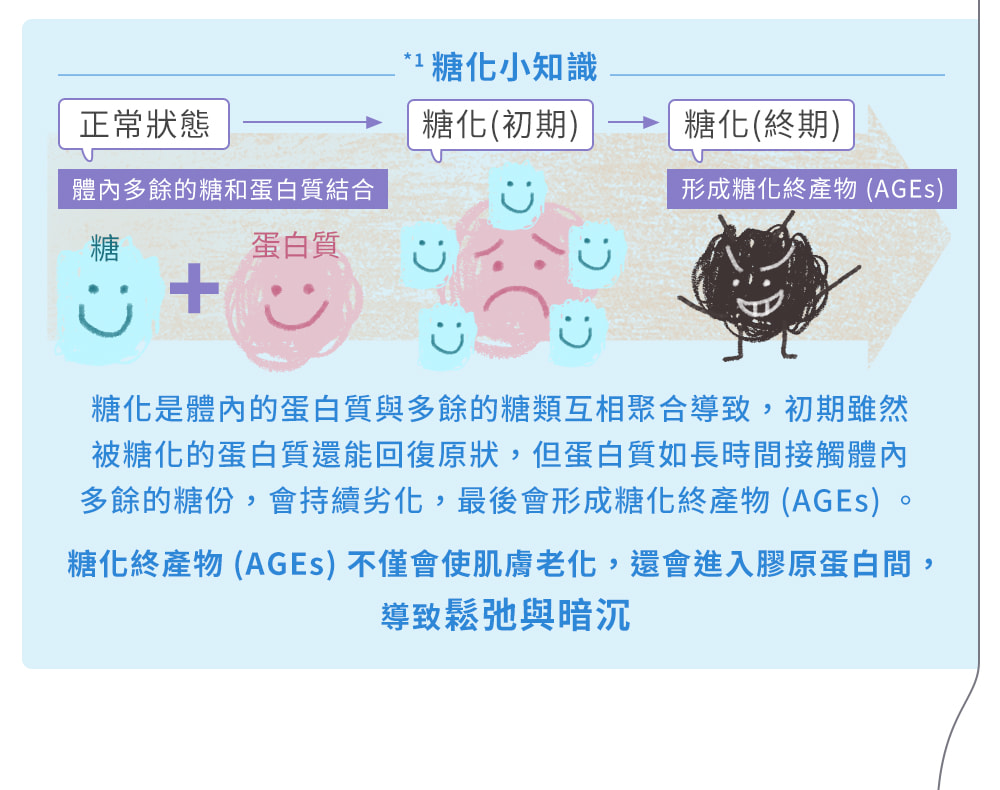 *1 糖化小知識
正常狀態
糖化(初期)
糖化(終期)
體內多餘的糖和蛋白質結合
形成糖化終產物 (AGEs)
糖
蛋白質
糖化是體內的蛋白質與多餘的糖類互相聚合導致，初期雖然
被糖化的蛋白質還能回復原狀，但蛋白質如長時間接觸體內
多餘的糖份，會持續劣化，最後會形成糖化終產物 (AGEs) 。
糖化終產物 (AGEs) 不僅會使肌膚老化，還會進入膠原蛋白間，
導致鬆弛與暗沉